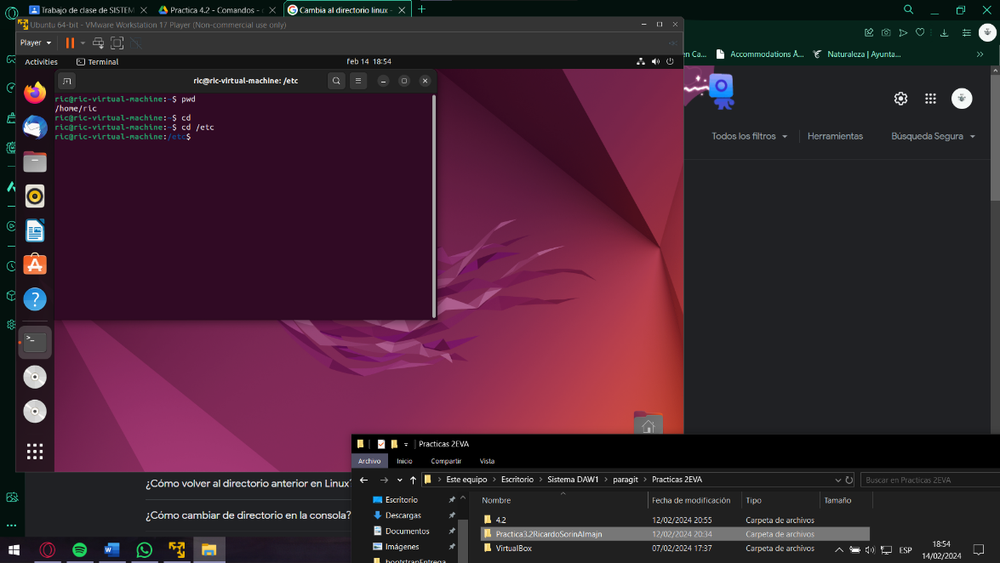 Trabajo de clase de SISTEM
Practica 4.2 - Comandos -
Cambia al directorio linux -
Ubuntu 64-bit - VMware Workstation 17 Player (Non-commercial use only)
Player
en Ca...
Accommodations A...
Naturaleza | Ayunta...
Activities
Terminal
feb 14 18:54
ric@ric-virtual-machine: /etc
ric@ric-virtual-machine:~$ pwd
/home/ric
ric@ric-virtual-machine:~$ cd
ric@ric-virtual-machine:~$ cd /etc
ric@ric-virtual-machine:/etc$
Todos los filtros
Herramientas
Búsqueda Segura
¿Cómo volver al directorio anterior en Linux?
¿Cómo cambiar de directorio en la consola?
Practicas 2EVA
Archivo
Inicio
Compartir
Vista
Este equipo
Escritorio
Sistema DAW1
paragit
Practicas 2EVA
Buscar en Practicas 2EVA
Escritorio
Descargas
Documentos
Imágenes
bootstrapEntrega
Nombre
Fecha de modificación
Tipo
Tamaño
4.2
12/02/2024 20:55
Carpeta de archivos
Practica3.2RicardoSorinAlmajn
12/02/2024 20:34
Carpeta de archivos
VirtualBox
07/02/2024 17:37
Carpeta de archivos
ESP
18:54
14/02/2024